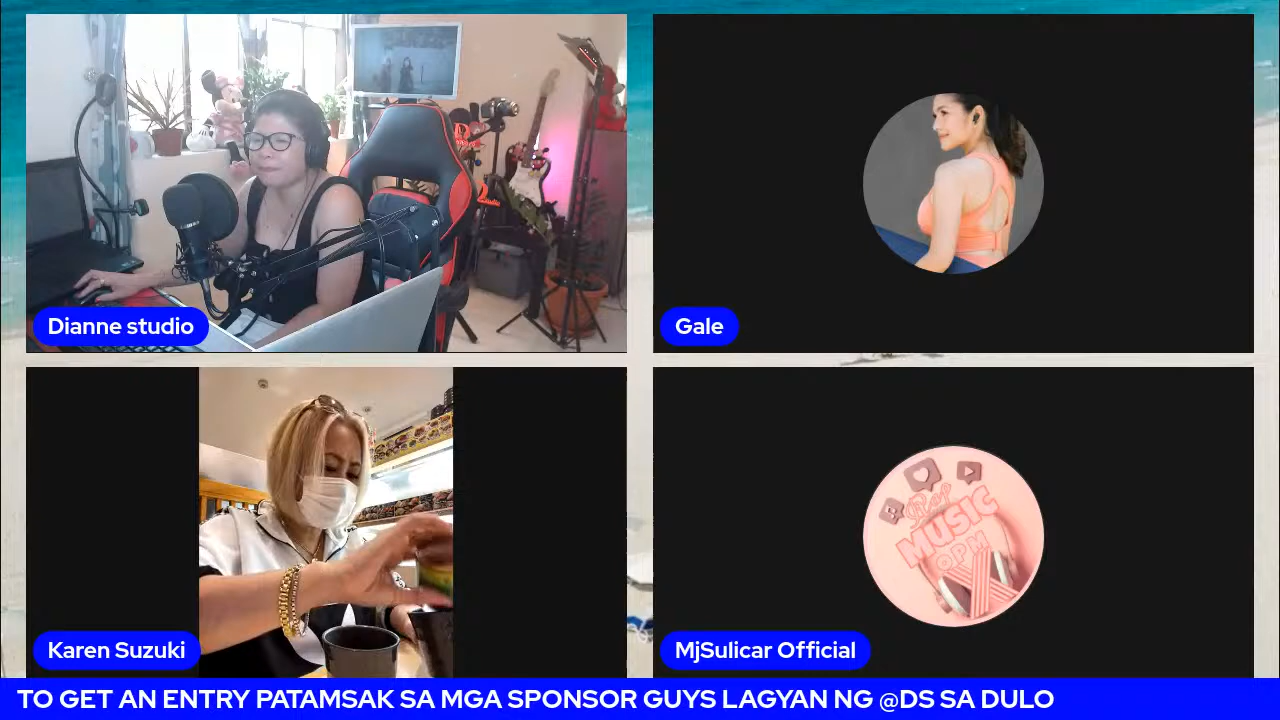 Dianne studio
Gale
Karen Suzuki
Pop
MUSIC
OPM
MjSulicar Official
TO GET AN ENTRY PATAMSAK SA MGA SPONSOR GUYS LAGYAN NG @DS SA DULO